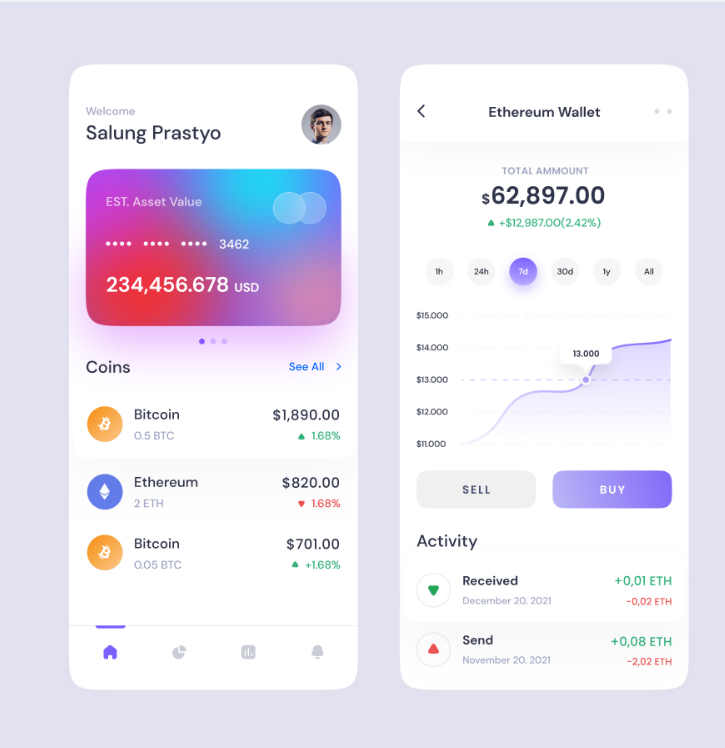 Welcome
Salung Prastyo
EST. Asset Value
•••• •••• •••• 3462
234,456.678 USD
Coins
See All
Bitcoin
$1,890.00
0.5 BTC
1.68%
Ethereum
$820.00
2 ETH
1.68%
Bitcoin
$701.00
0.05 BTC
+1.68%
Ethereum Wallet
TOTAL AMMOUNT
$62,897.00
+$12,987.00(2.42%)
1h
24h
7d
30d
1y
All
$15.000
$14.000
13.000
$13.000
$12.000
$11.000
SELL
BUY
Activity
Received
+0,01 ETH
December 20, 2021
-0,02 ETH
Send
+0,08 ETH
November 20, 2021
-2,02 ETH